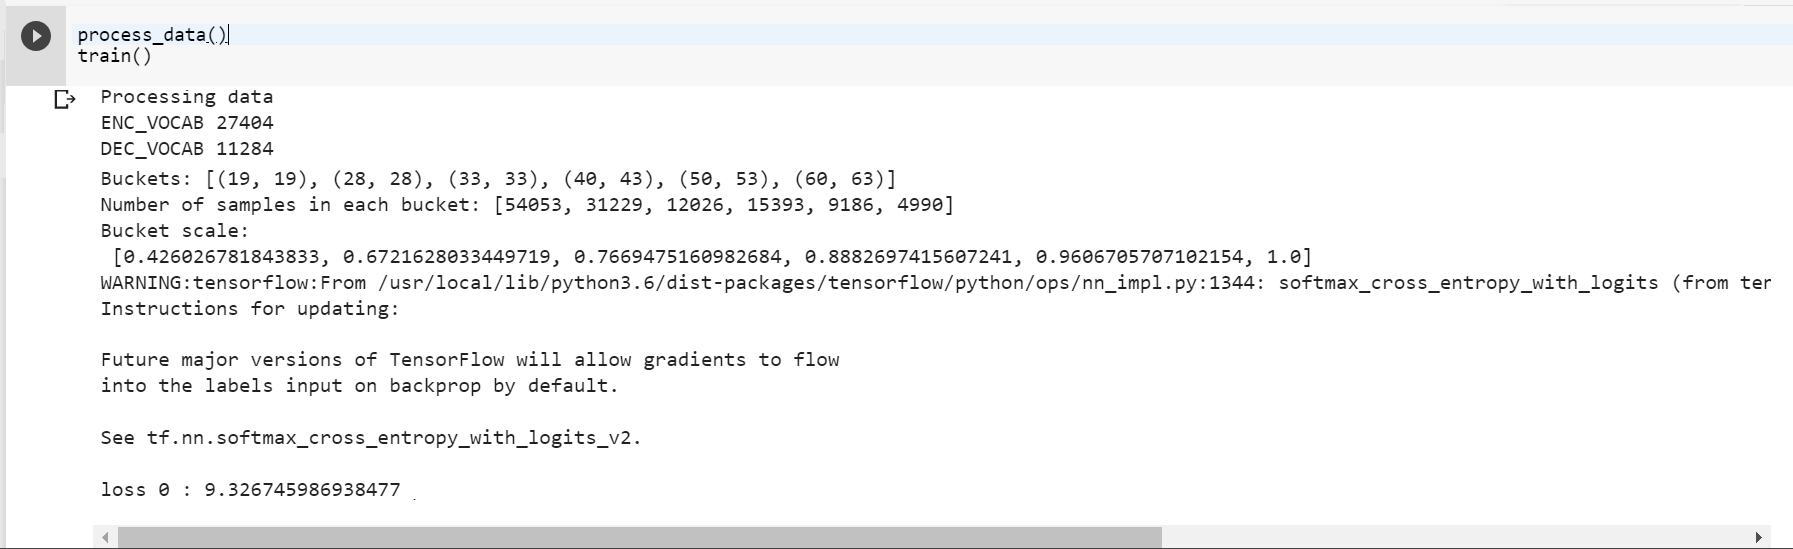 process_data()
train()
Processing data
ENC_VOCAB 27404
DEC_VOCAB 11284
Buckets: [(19, 19), (28, 28), (33, 33), (40, 43), (50, 53), (60, 63)]
Number of samples in each bucket: [54053, 31229, 12026, 15393, 9186, 4990]
Bucket scale:
[0.426026781843833, 0.6721628033449719, 0.7669475160982684, 0.8882697415607241, 0.9606705707102154, 1.0]
WARNING:tensorflow:From /usr/local/lib/python3.6/dist-packages/tensorflow/python/ops/nn_impl.py:1344: softmax_cross_entropy_with_logits (from ter
Instructions for updating:
Future major versions of TensorFlow will allow gradients to flow
into the labels input on backprop by default.
See tf.nn.softmax_cross_entropy_with_logits_v2.
loss 0 : 9.326745986938477